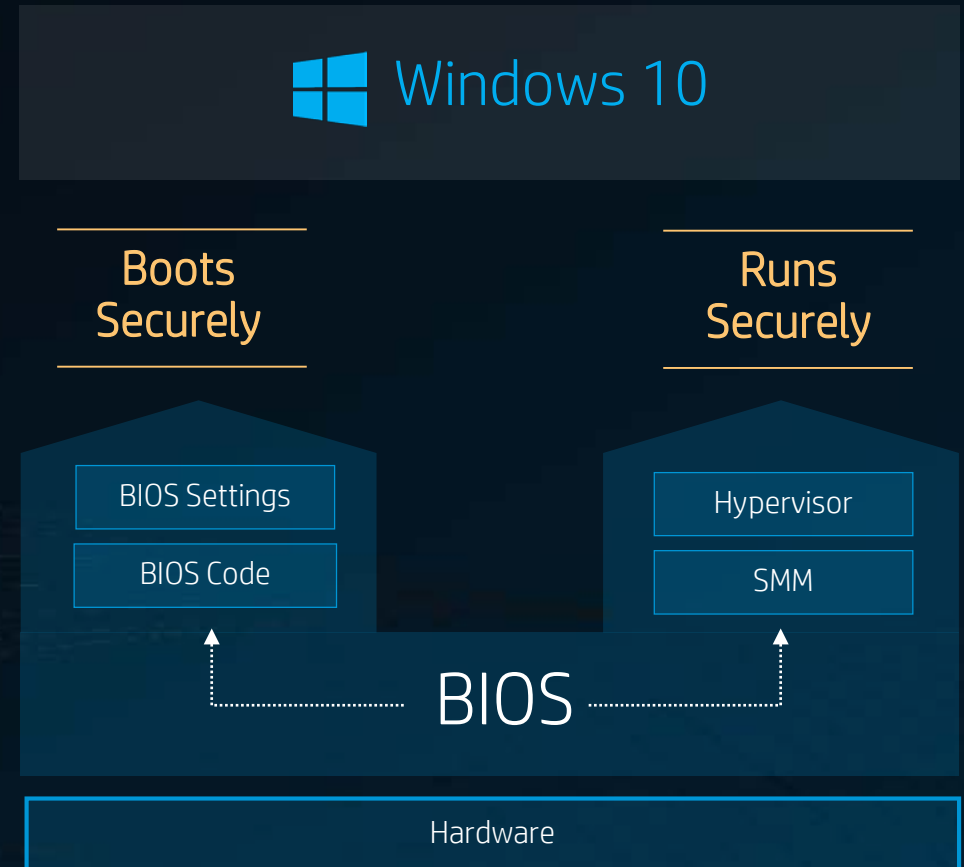 Windows 10
Boots
Securely
Runs
Securely
BIOS Settings
BIOS Code
Hypervisor
SMM
BIOS
Hardware